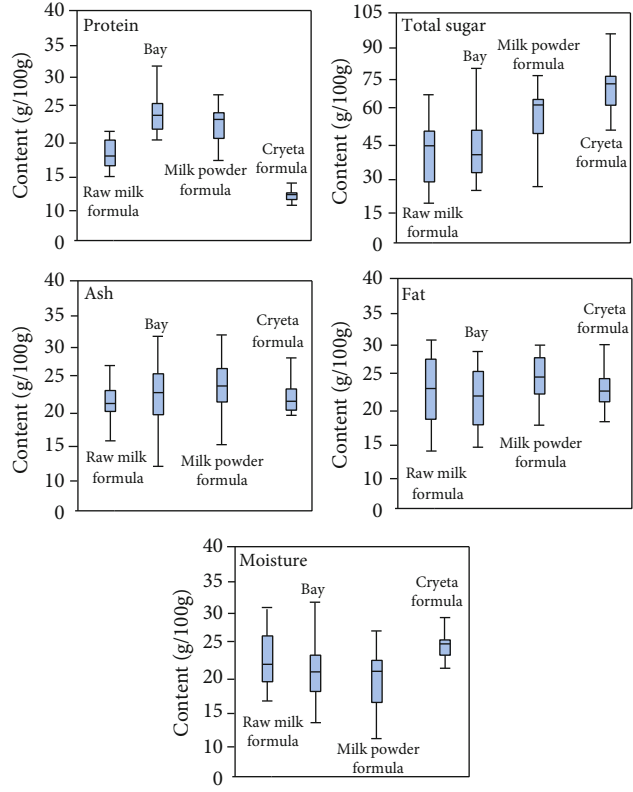 Protein
Content (g/100g)
40
35
30
25
20
15
10
0
Raw milk
formula
Bay
Milk powder
formula
Cryeta
formula
Total sugar
Content (g/100g)
105
90
75
60
45
30
15
0
Raw milk
formula
Bay
Milk powder
formula
Cryeta
formula
Ash
Content (g/100g)
40
35
30
25
20
15
10
0
Raw milk
formula
Bay
Milk powder
formula
Cryeta
formula
Fat
Content (g/100g)
40
35
30
25
20
15
10
0
Raw milk
formula
Bay
Milk powder
formula
Cryeta
formula
Moisture
Content (g/100g)
40
35
30
25
20
15
10
0
Raw milk
formula
Bay
Milk powder
formula
Cryeta
formula